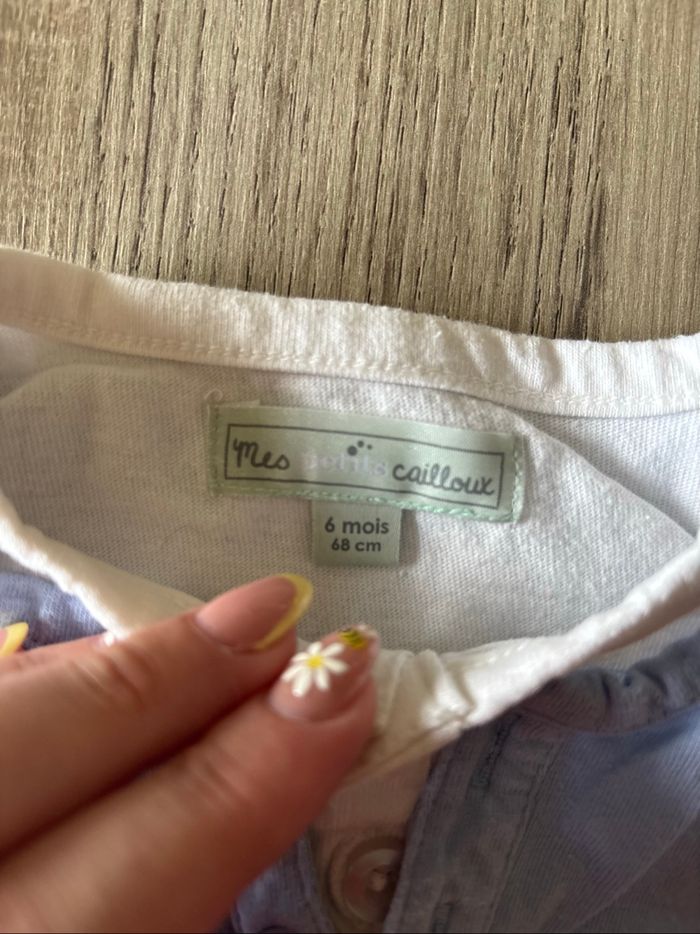 Mes petits cailloux
6 mois
68 cm